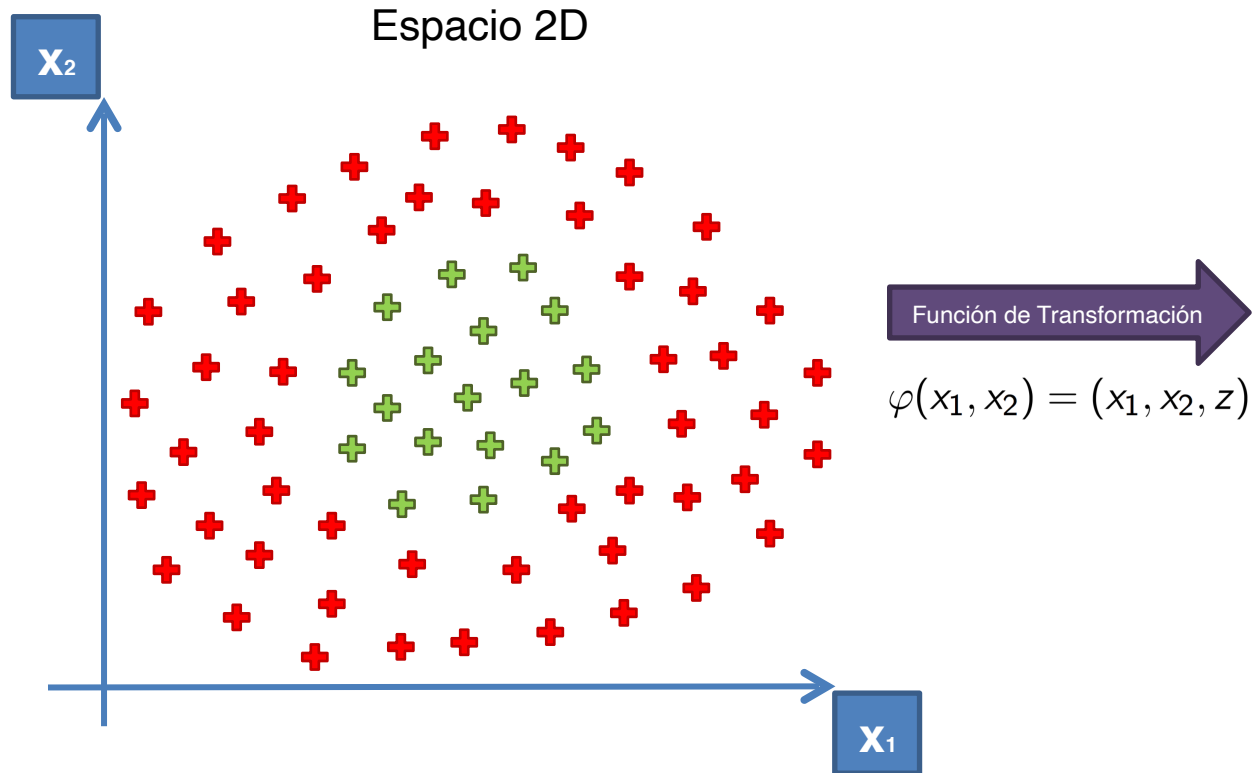 Espacio 2D
x₂
Función de Transformación
φ(x₁, x₂) = (x₁, x₂, z)
x₁